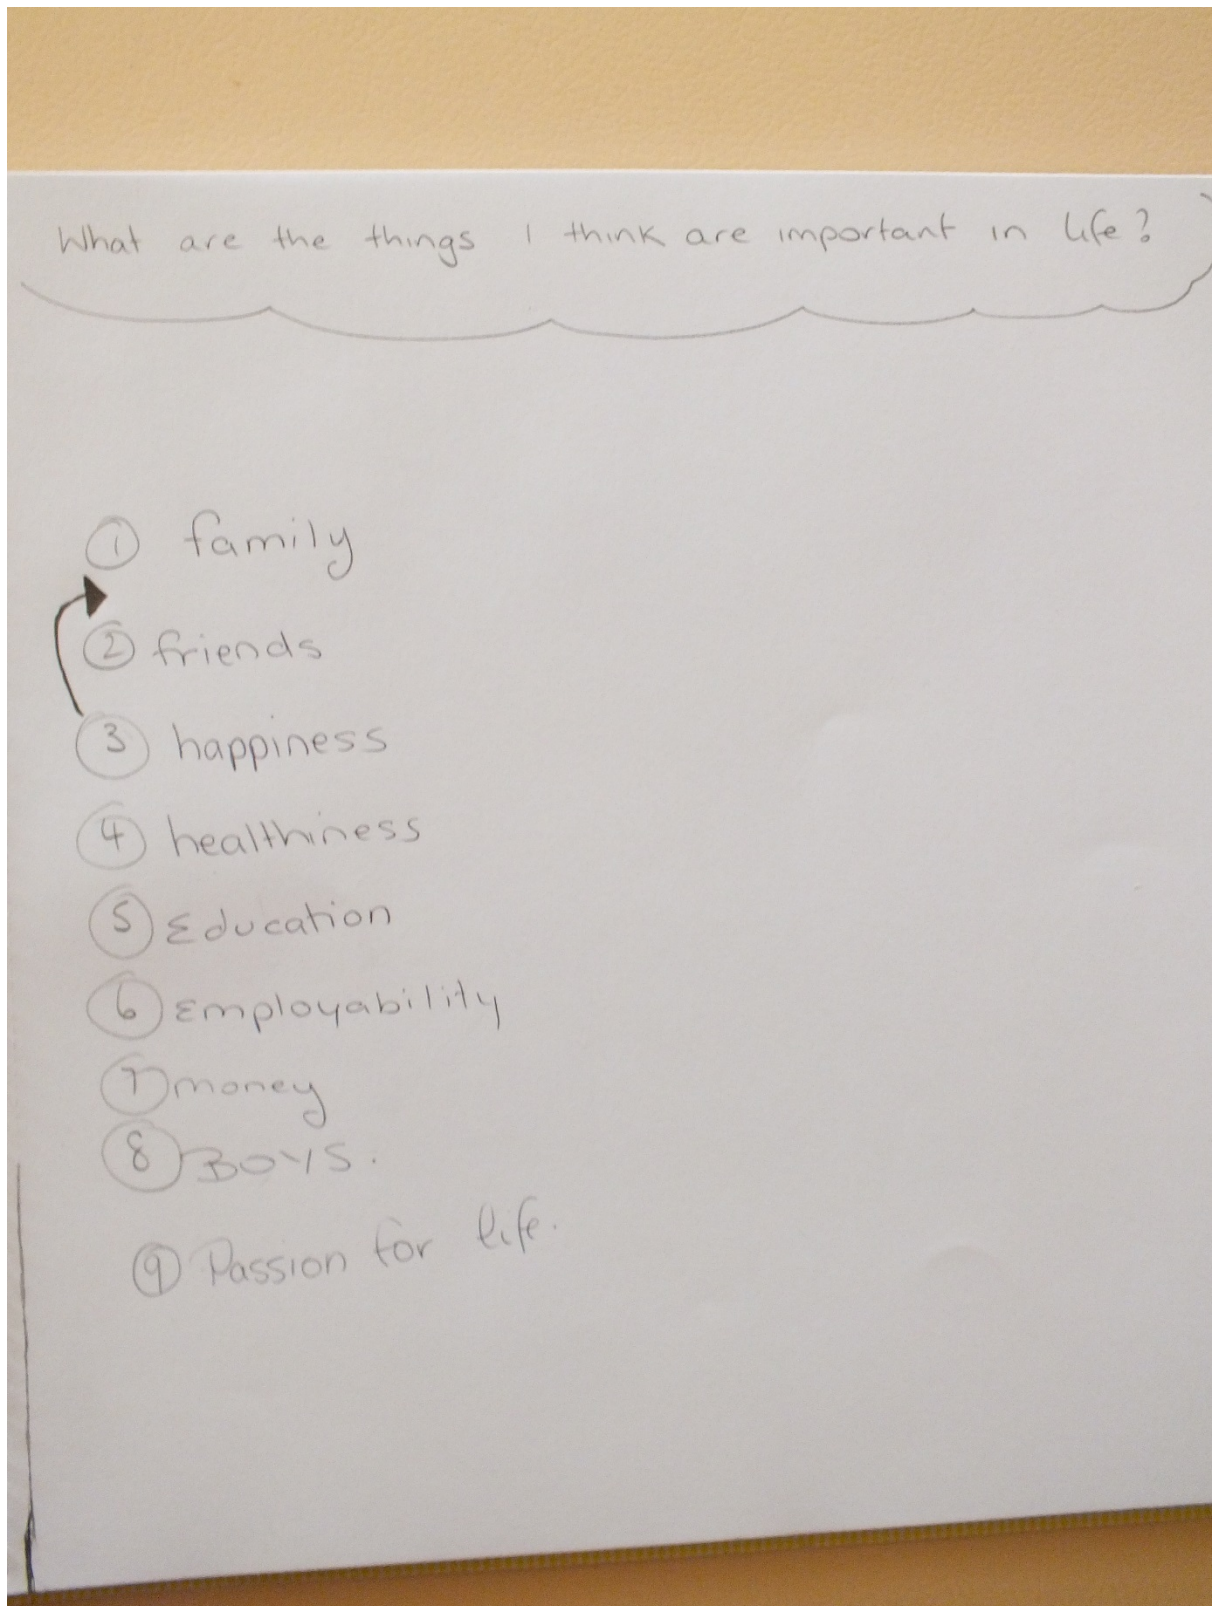 What are the things I think are important in life?
① family
② friends
③ happiness
④ healthiness
⑤ Education
⑥ Employability
⑦ money
⑧ BOYS.
⑨ Passion for life.